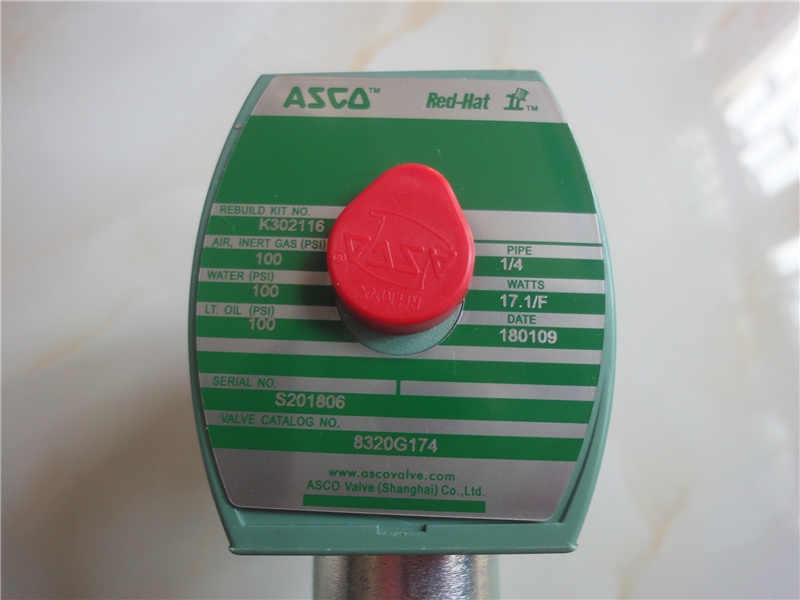 ASCO™ Red-Hat II™
REBUILD KIT NO.
K302116
AIR, INERT GAS (PSI)
100
WATER (PSI)
100
LT. OIL (PSI)
100
ASCO
®
PIPE
1/4
WATTS
17.1/F
DATE
180109
SERIAL NO.
S201806
VALVE CATALOG NO.
8320G174
www.ascovalve.com
ASCO Valve (Shanghai) Co.,Ltd.